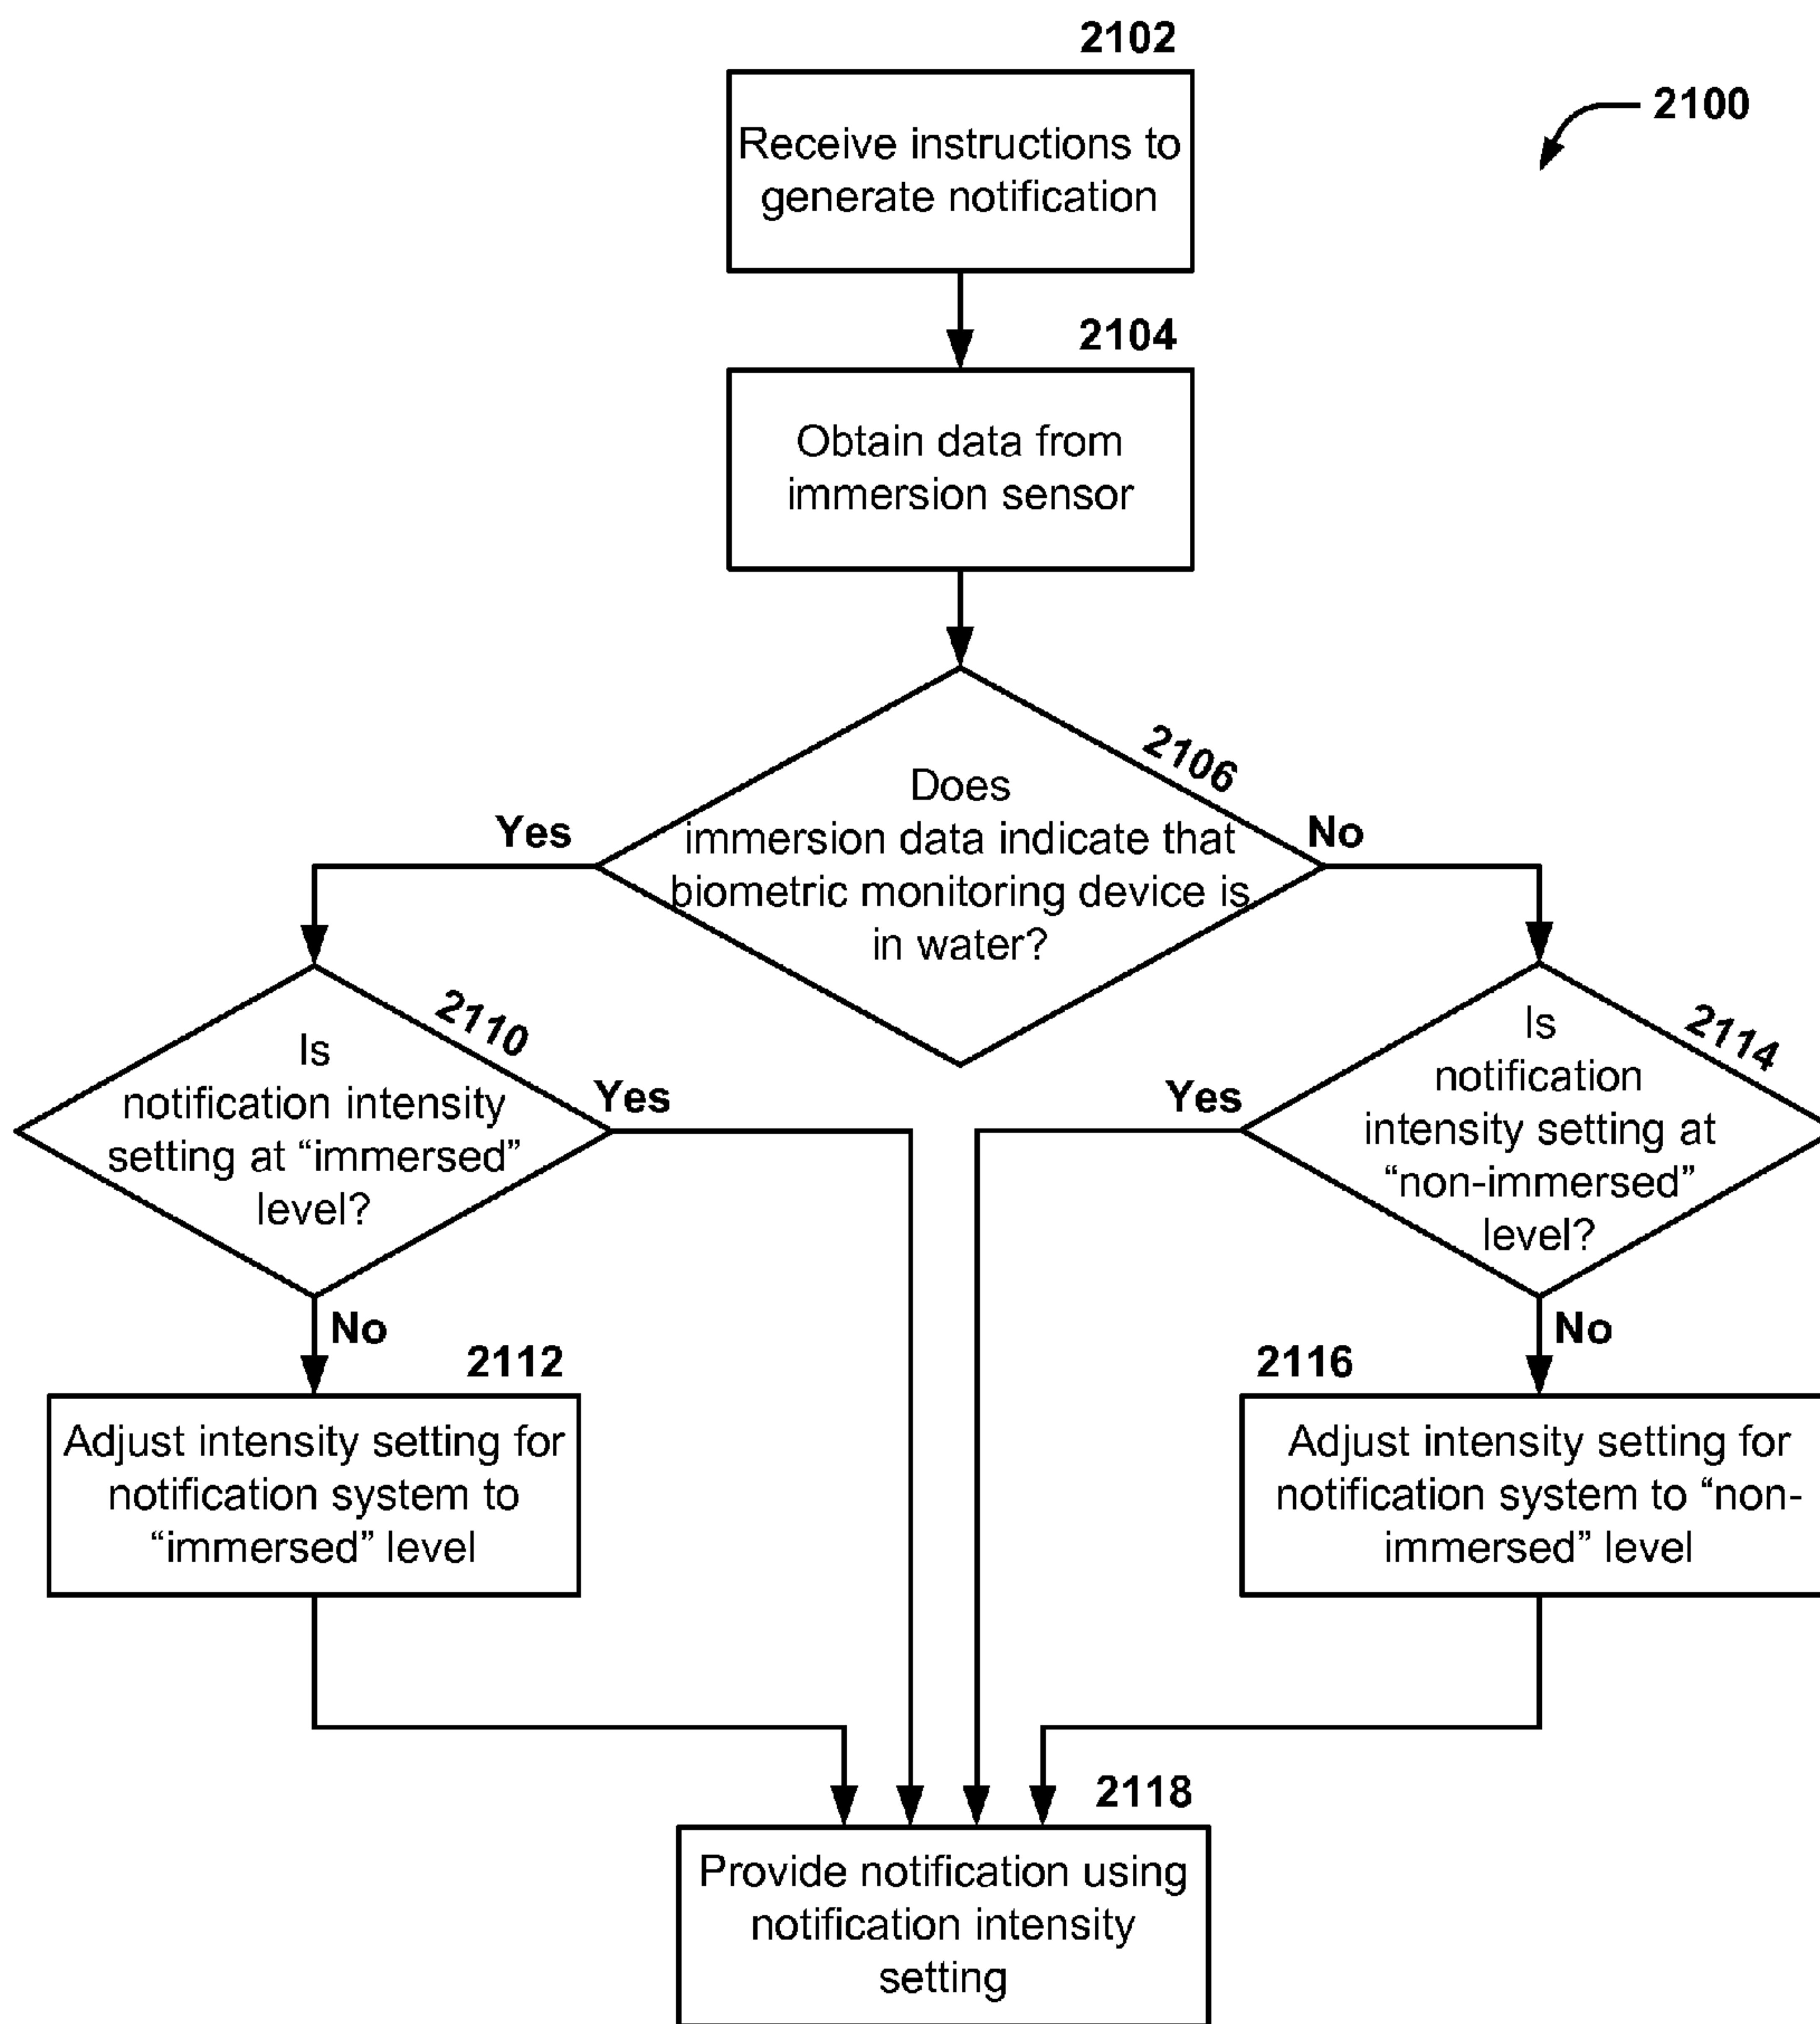 2102
2100
Receive instructions to
generate notification
2104
Obtain data from
immersion sensor
2106
Does
immersion data indicate that
biometric monitoring device is
in water?
Yes
No
2110
Is
notification intensity
setting at “immersed”
level?
Yes
No
2114
Is
notification
intensity setting at
“non-immersed”
level?
Yes
No
2112
Adjust intensity setting for
notification system to
“immersed” level
2116
Adjust intensity setting for
notification system to “non-
immersed” level
2118
Provide notification using
notification intensity
setting